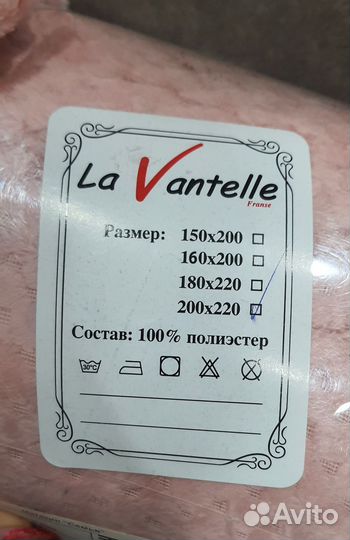 La Vantelle
Franse
Размер: 150x200
160x200
180x220
200x220
Состав: 100% полиэстер
30°C
Avito